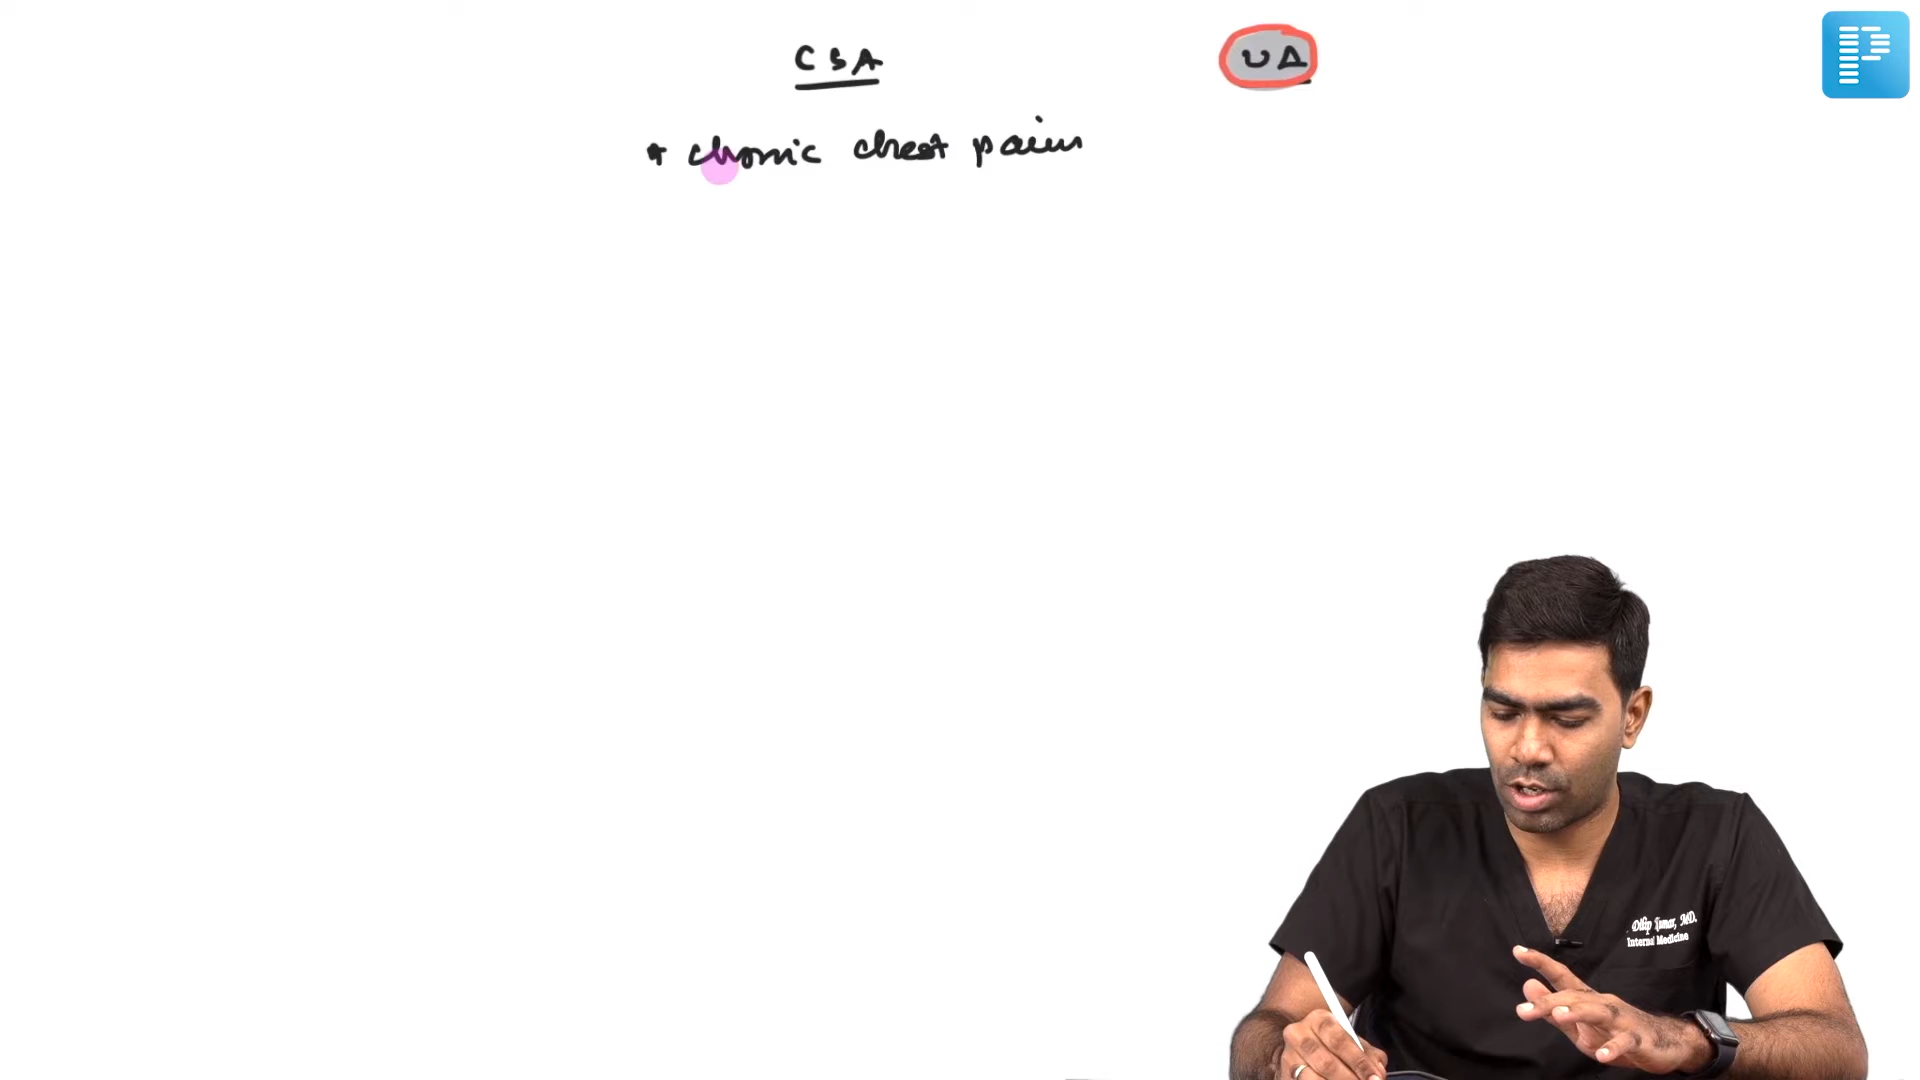 CSA UA
* chronic chest pain
Dilip Kumar, MD.
Internal Medicine